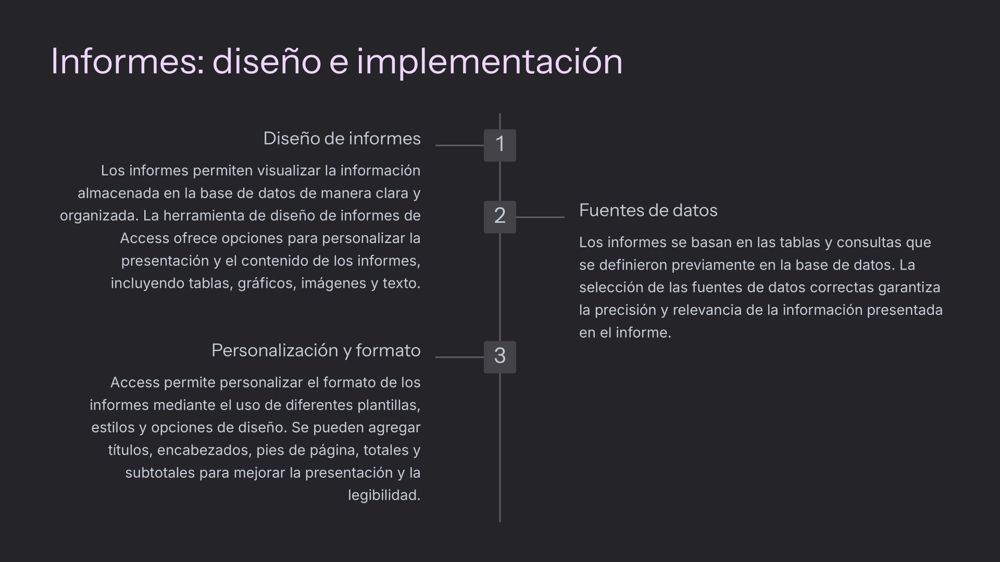 Informes: diseño e implementación
1
Diseño de informes
Los informes permiten visualizar la información
almacenada en la base de datos de manera clara y
organizada. La herramienta de diseño de informes de
Access ofrece opciones para personalizar la
presentación y el contenido de los informes,
incluyendo tablas, gráficos, imágenes y texto.
2
Fuentes de datos
Los informes se basan en las tablas y consultas que
se definieron previamente en la base de datos. La
selección de las fuentes de datos correctas garantiza
la precisión y relevancia de la información presentada
en el informe.
3
Personalización y formato
Access permite personalizar el formato de los
informes mediante el uso de diferentes plantillas,
estilos y opciones de diseño. Se pueden agregar
títulos, encabezados, pies de página, totales y
subtotales para mejorar la presentación y la
legibilidad.